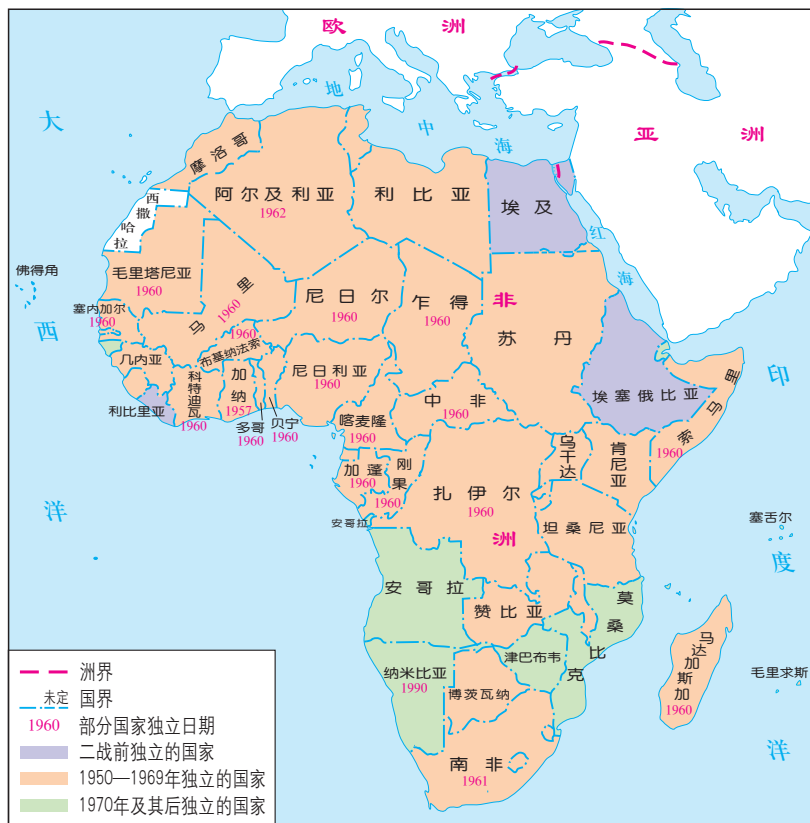 欧 洲
亚 洲
非
洲
大
西
洋
地
中
海
红
海
印
度
洋
摩洛哥
阿尔及利亚
1962
利比亚
埃及
西撒哈拉
佛得角
毛里塔尼亚
1960
马里
1960
尼日尔
1960
乍得
1960
苏丹
塞内加尔
1960
1960
布基纳法索
几内亚
利比里亚
科特迪瓦
1960
加纳
1957
多哥
1960
贝宁
1960
尼日利亚
1960
中非
1960
埃塞俄比亚
喀麦隆
1960
索马里
1960
乌干达
肯尼亚
加蓬
1960
刚果
1960
扎伊尔
1960
安哥拉
坦桑尼亚
塞舌尔
安哥拉
赞比亚
莫桑比克
马达加斯加
1960
津巴布韦
纳米比亚
1990
博茨瓦纳
毛里求斯
南非
1961
洲界
未定 国界
1960 部分国家独立日期
二战前独立的国家
1950—1969年独立的国家
1970年及其后独立的国家